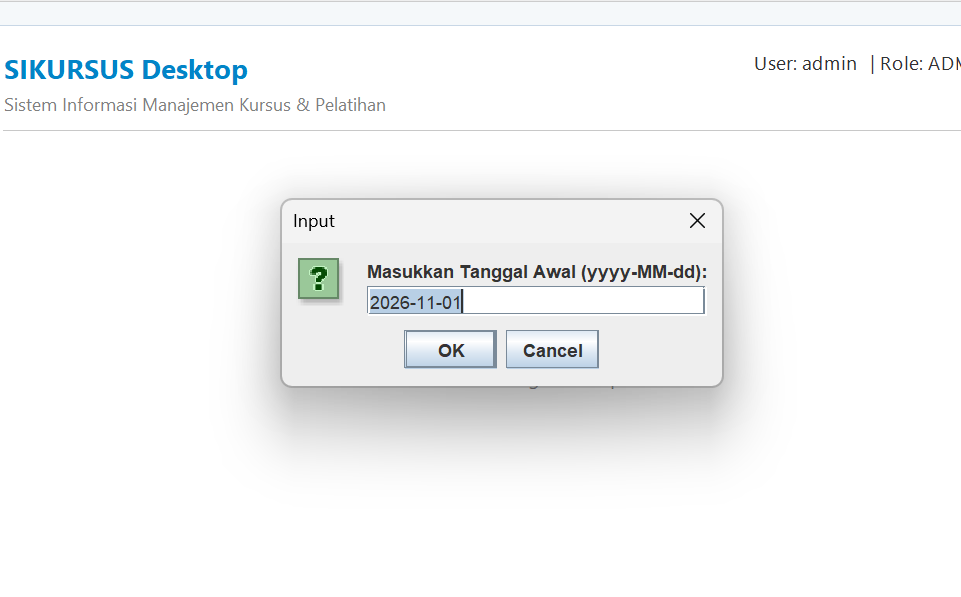 SIKURSUS Desktop
User: admin | Role: ADM
Sistem Informasi Manajemen Kursus & Pelatihan
Input
Masukkan Tanggal Awal (yyyy-MM-dd):
2026-11-01
OK
Cancel